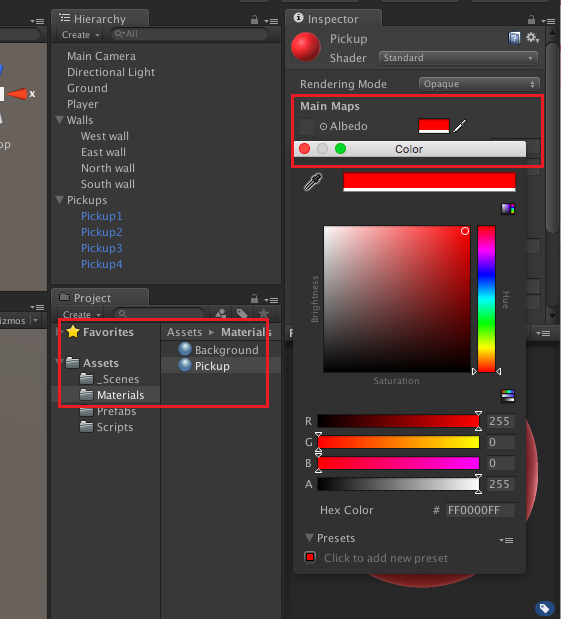 Hierarchy
Create
All
Main Camera
Directional Light
Ground
Player
Walls
West wall
East wall
North wall
South wall
Pickups
Pickup1
Pickup2
Pickup3
Pickup4
x
izmos
Project
Create
Favorites
Assets
_Scenes
Materials
Prefabs
Scripts
Assets Materials
Background
Pickup
Inspector
Pickup
Shader Standard
Rendering Mode Opaque
Main Maps
Albedo
Color
Brightness
Hue
Saturation
R 255
G 0
B 0
A 255
Hex Color # FF0000FF
Presets
Click to add new preset